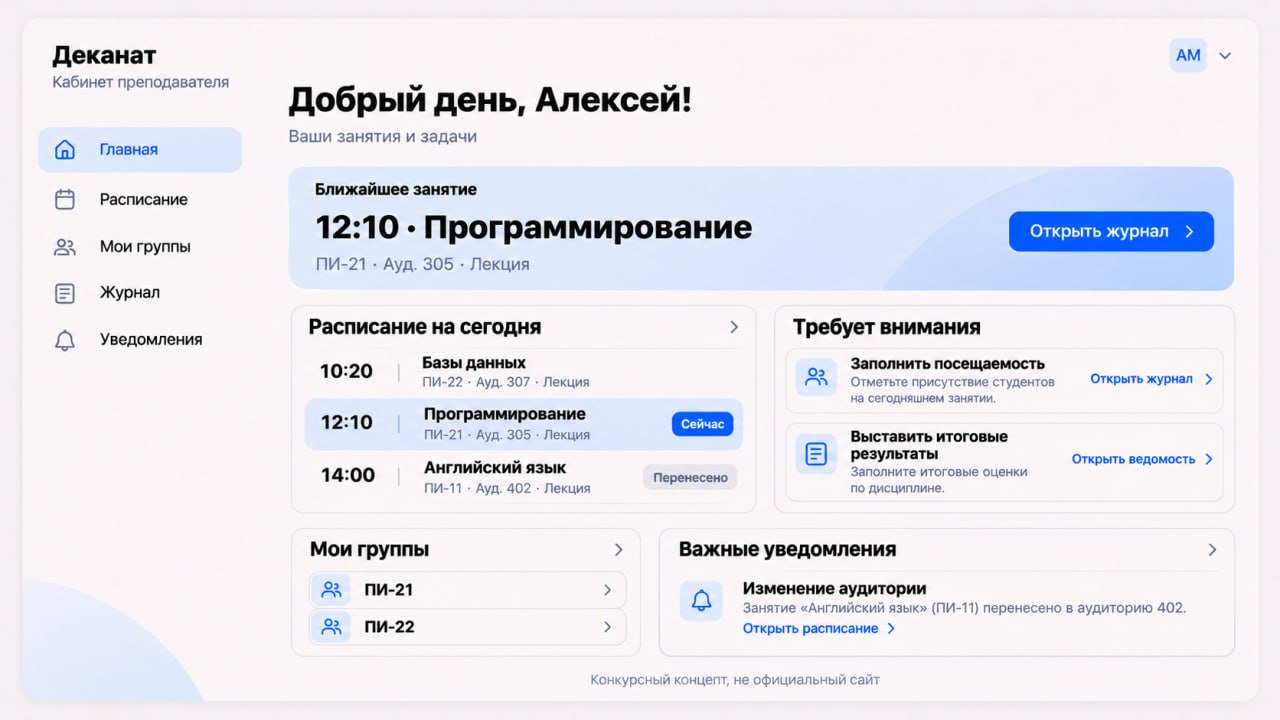 Деканат
Кабинет преподавателя
Главная
Расписание
Мои группы
Журнал
Уведомления
АМ
Добрый день, Алексей!
Ваши занятия и задачи
Ближайшее занятие
12:10 · Программирование
ПИ-21 · Ауд. 305 · Лекция
Открыть журнал
Расписание на сегодня
10:20
Базы данных
ПИ-22 · Ауд. 307 · Лекция
12:10
Программирование
ПИ-21 · Ауд. 305 · Лекция
Сейчас
14:00
Английский язык
ПИ-11 · Ауд. 402 · Лекция
Перенесено
Требует внимания
Заполнить посещаемость
Отметьте присутствие студентов
на сегодняшнем занятии.
Открыть журнал
Выставить итоговые
результаты
Заполните итоговые оценки
по дисциплине.
Открыть ведомость
Мои группы
ПИ-21
ПИ-22
Важные уведомления
Изменение аудитории
Занятие «Английский язык» (ПИ-11) перенесено в аудиторию 402.
Открыть расписание
Конкурсный концепт, не официальный сайт